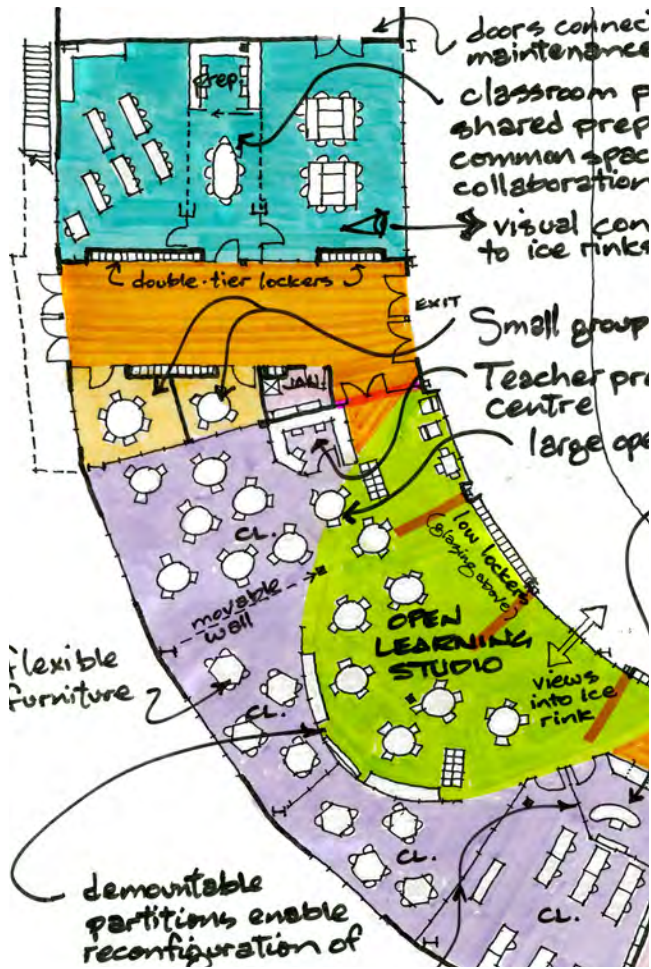 doors connec
maintenance
prep.
classroom p
shared prep
common spac
collaboration
visual con
to ice rinks
double-tier lockers
EXIT
Small group
JAN.
Teacher pre
centre
large ope
CL.
low lockers
(glazing above)
movable
wall
OPEN
LEARNING
STUDIO
flexible
furniture
CL.
views
into ice
rink
CL.
CL.
demountable
partitions enable
reconfiguration of